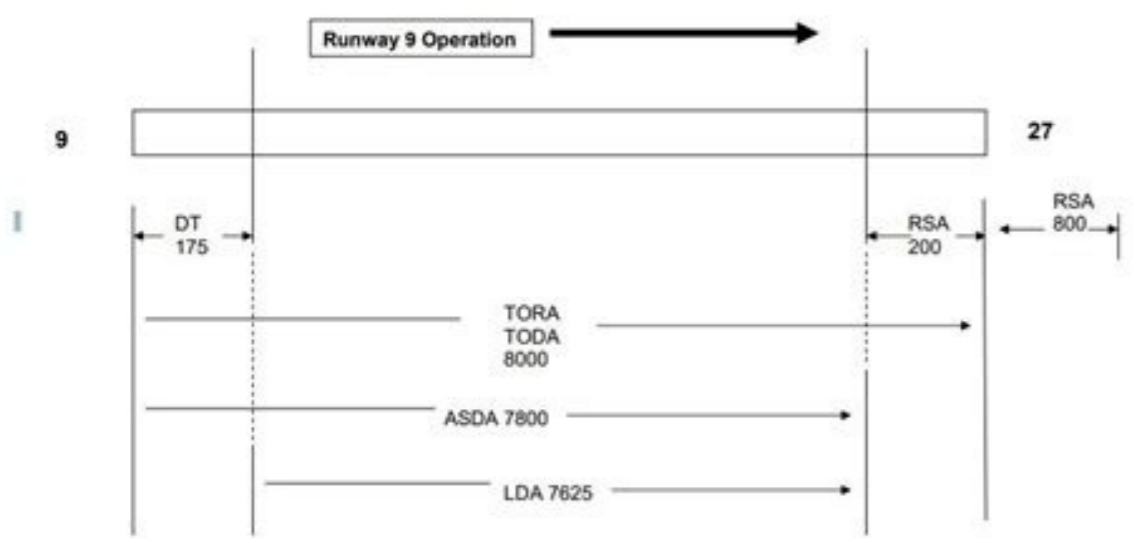 Runway 9 Operation
9
27
DT
175
RSA
200
RSA
800
TORA
TODA
8000
ASDA 7800
LDA 7625